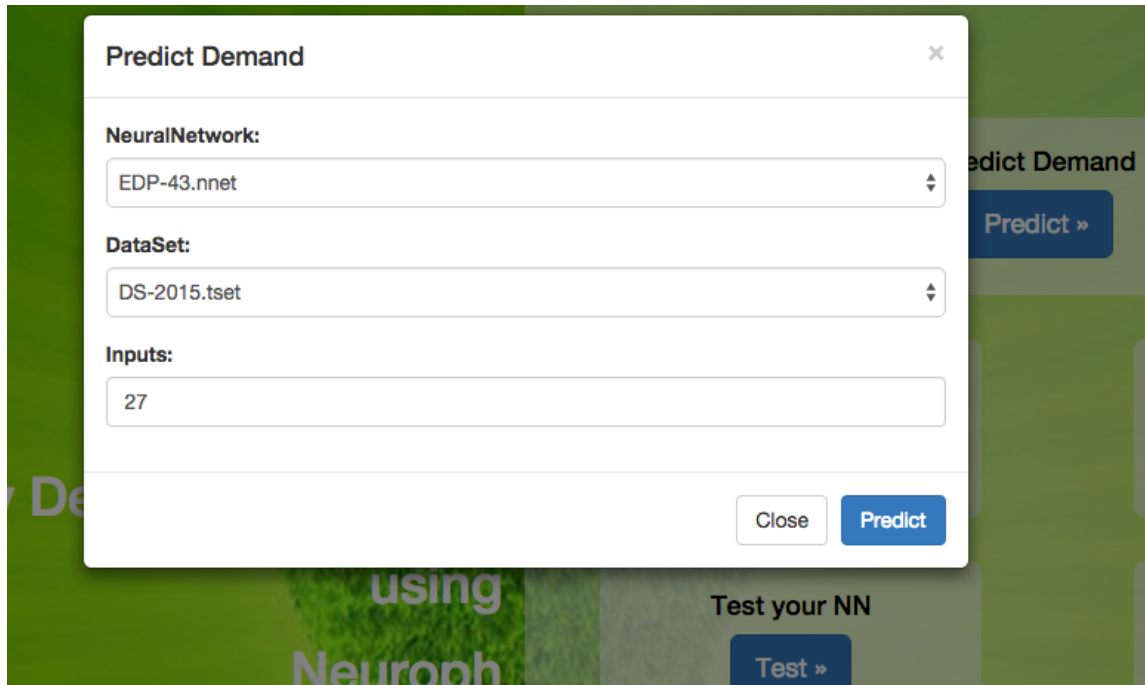 Predict Demand
×
NeuralNetwork:
EDP-43.nnet
DataSet:
DS-2015.tset
Inputs:
27
Close
Predict
edict Demand
Predict »
De
using
Neuroph
Test your NN
Test »